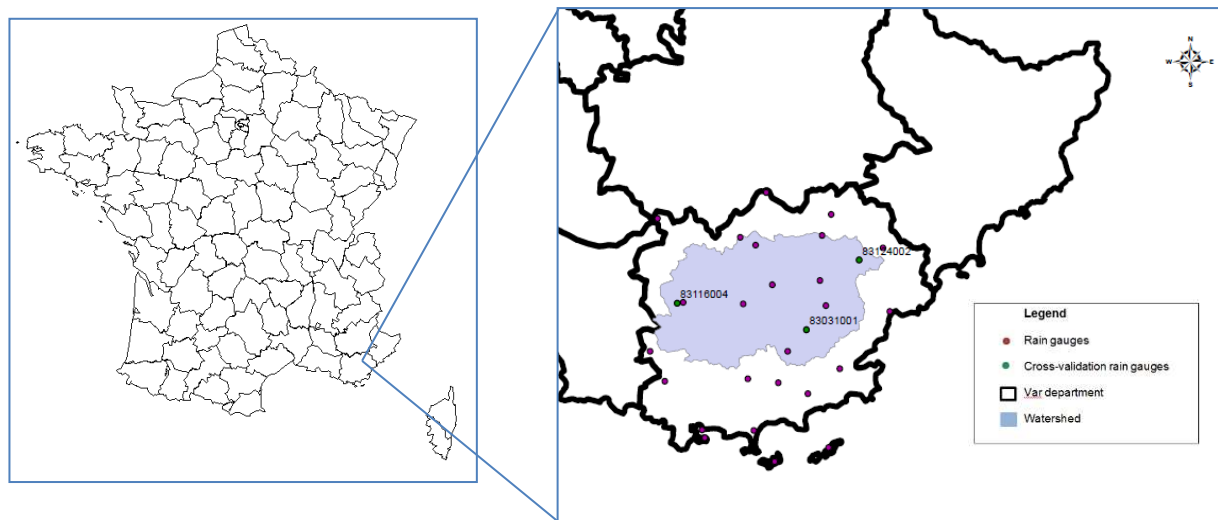 N
W E
S
83124002
83116004
83031001
Legend
Rain gauges
Cross-validation rain gauges
Var department
Watershed